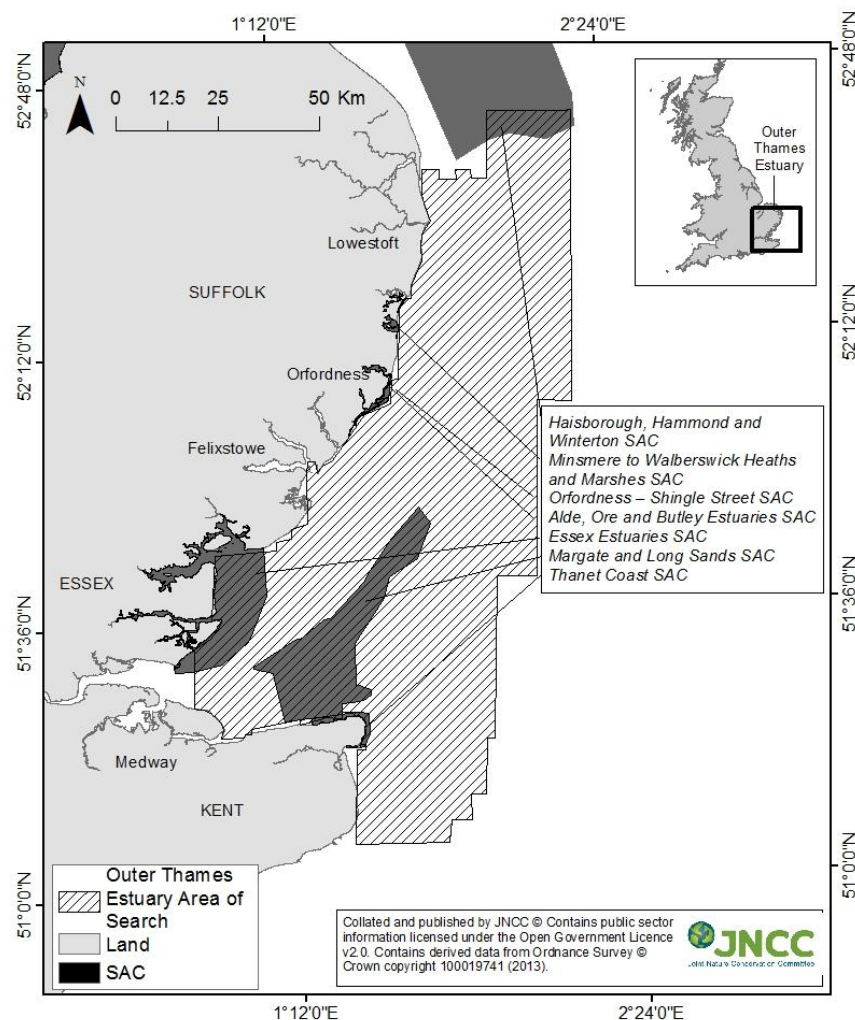 1°12'0"E
2°24'0"E
52°48'0"N
52°48'0"N
N
0 12.5 25 50 Km
Outer
Thames
Estuary
Lowestoft
SUFFOLK
52°12'0"N
52°12'0"N
Orfordness
Felixstowe
Haisborough, Hammond and
Winterton SAC
Minsmere to Walberswick Heaths
and Marshes SAC
Orfordness – Shingle Street SAC
Alde, Ore and Butley Estuaries SAC
Essex Estuaries SAC
Margate and Long Sands SAC
Thanet Coast SAC
ESSEX
51°36'0"N
51°36'0"N
Medway
KENT
51°0'0"N
51°0'0"N
Outer Thames
Estuary Area of
Search
Land
SAC
Collated and published by JNCC © Contains public sector
information licensed under the Open Government Licence
v2.0. Contains derived data from Ordnance Survey ©
Crown copyright 100019741 (2013).
JNCC
Joint Nature Conservation Committee
1°12'0"E
2°24'0"E